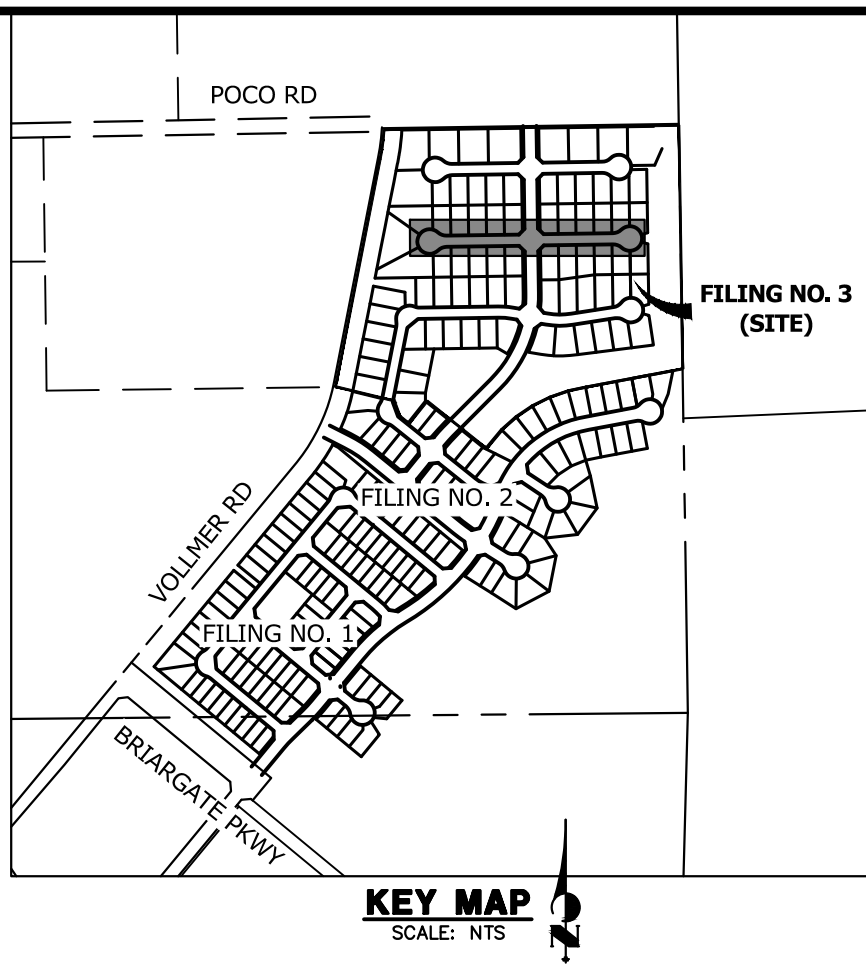 POCO RD
FILING NO. 3
(SITE)
FILING NO. 2
VOLLMER RD
FILING NO. 1
BRIARGATE PKWY
KEY MAP
SCALE: NTS
N